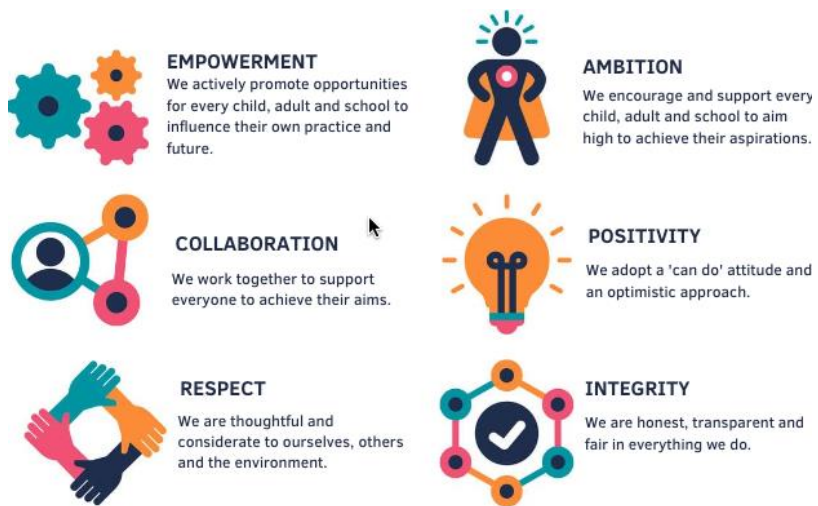 EMPOWERMENT
We actively promote opportunities
for every child, adult and school to
influence their own practice and
future.
AMBITION
We encourage and support every
child, adult and school to aim
high to achieve their aspirations.
COLLABORATION
We work together to support
everyone to achieve their aims.
POSITIVITY
We adopt a 'can do' attitude and
an optimistic approach.
RESPECT
We are thoughtful and
considerate to ourselves, others
and the environment.
INTEGRITY
We are honest, transparent and
fair in everything we do.